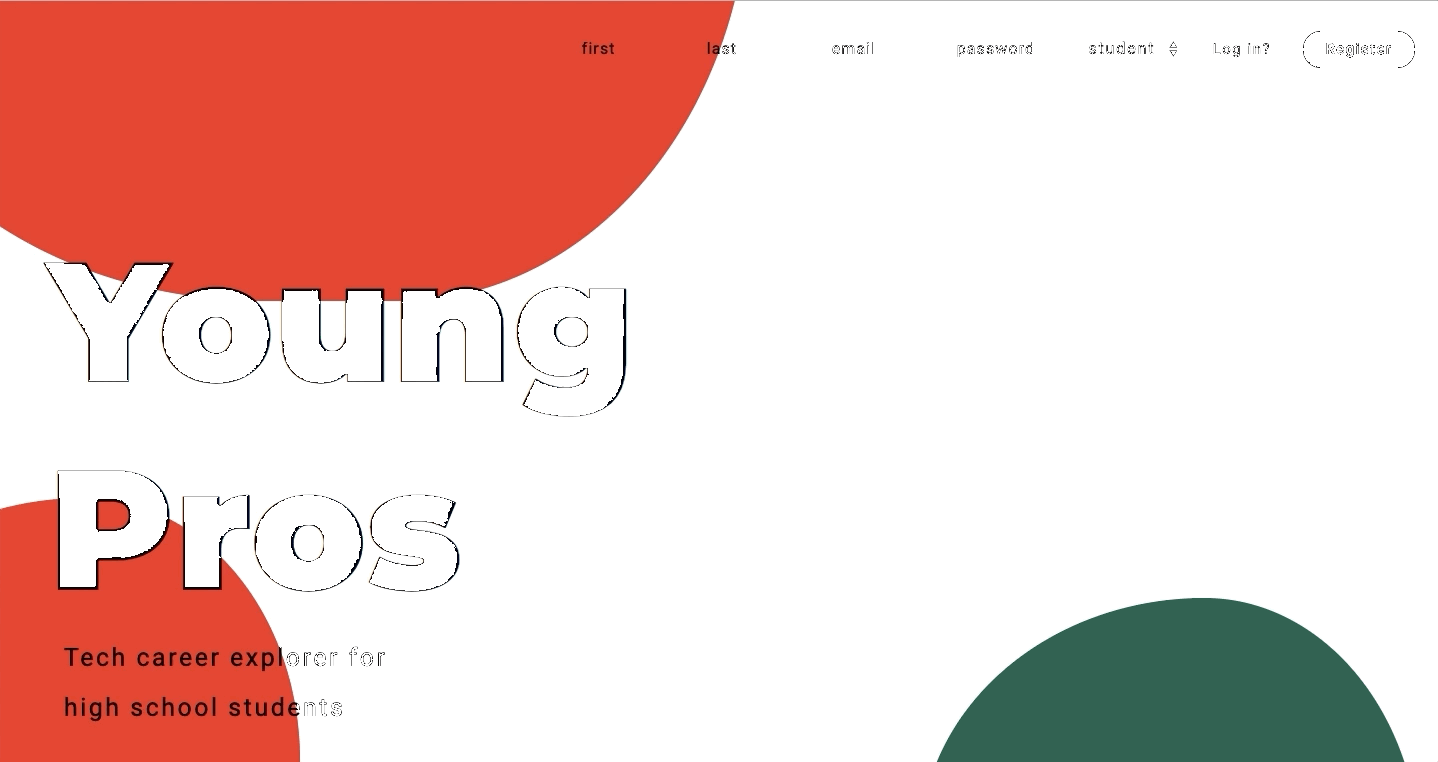 first last email password student Log in? Register
Young
Pros
Tech career explorer for
high school students